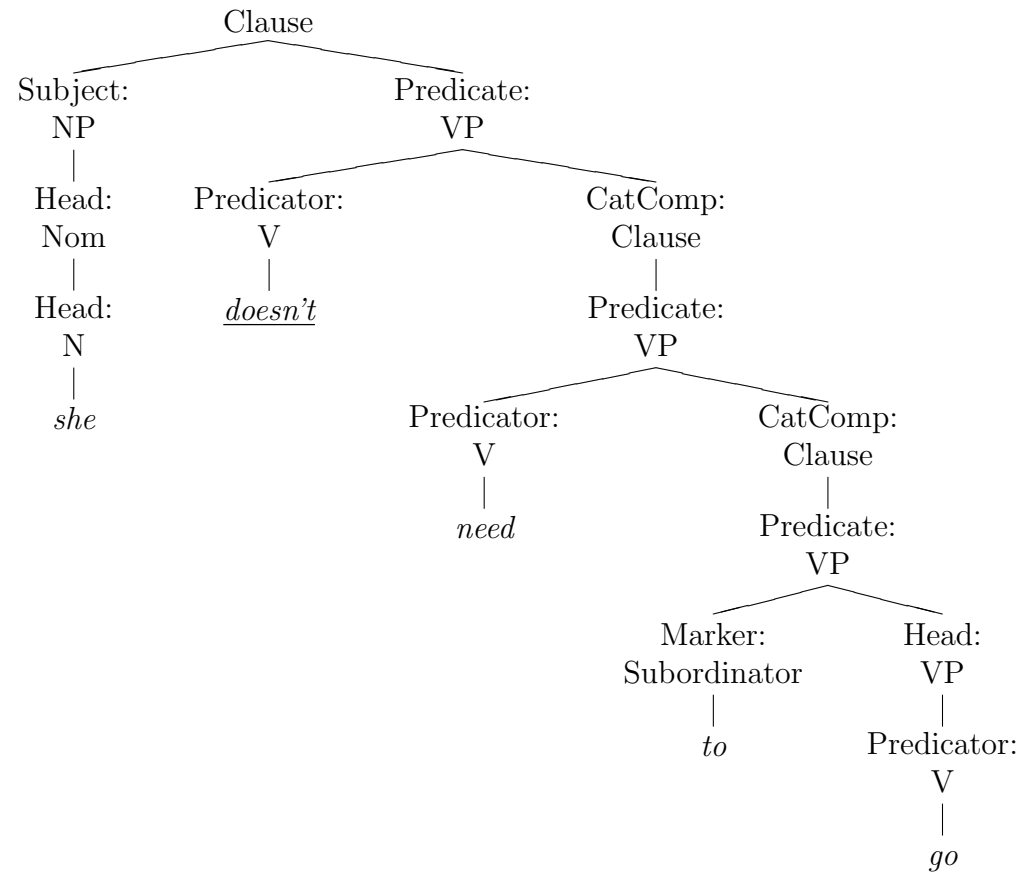 Clause
Subject: Predicate:
NP VP
Head: Predicator: CatComp:
Nom V Clause
Head: doesn't Predicate:
N VP
she Predicator: CatComp:
V Clause
need Predicate:
VP
Marker: Head:
Subordinator VP
to Predicator:
V
go